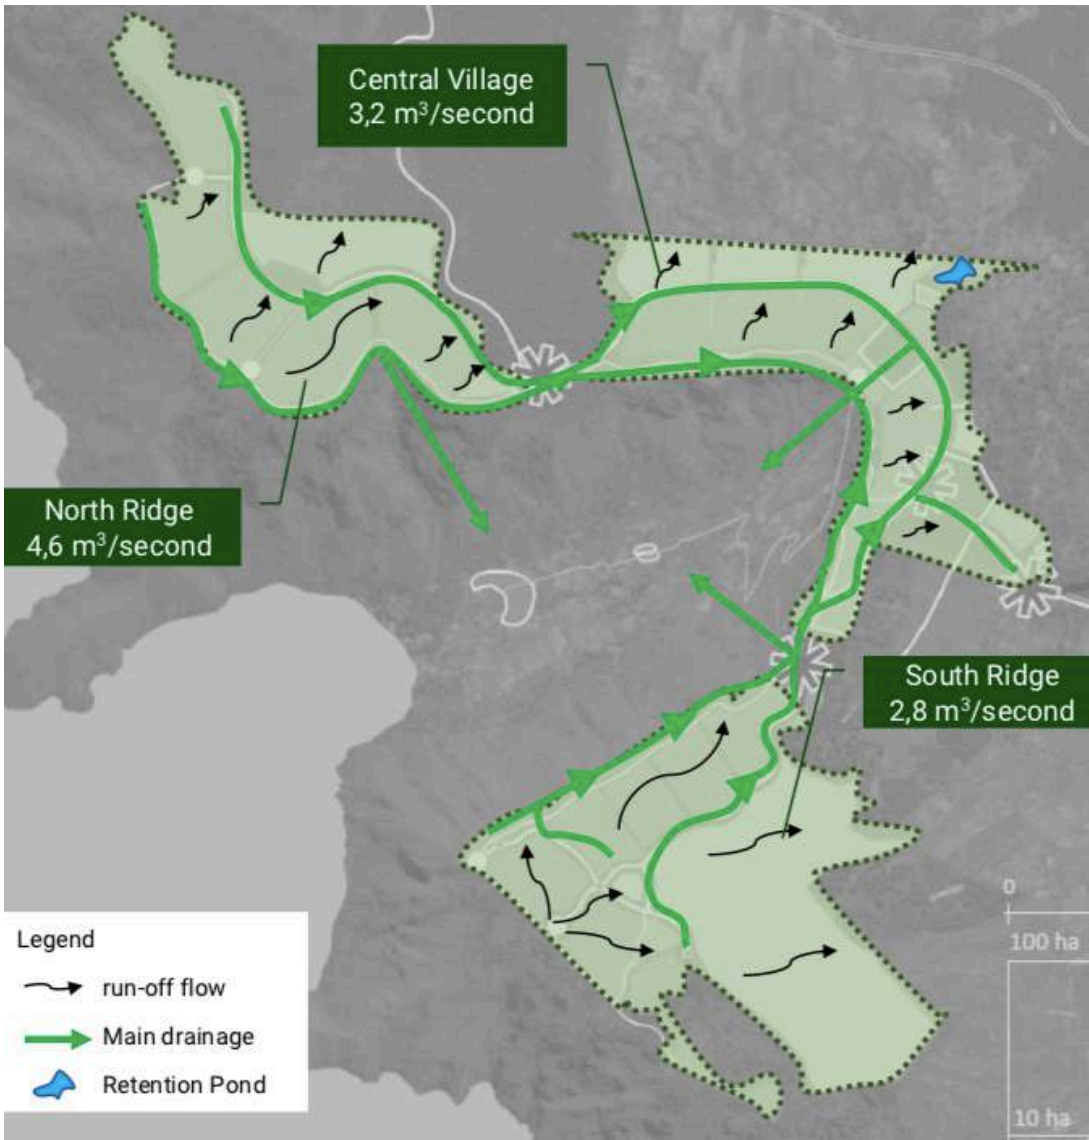 Central Village
3,2 m³/second
North Ridge
4,6 m³/second
South Ridge
2,8 m³/second
Legend
run-off flow
Main drainage
Retention Pond
0
100 ha
10 ha